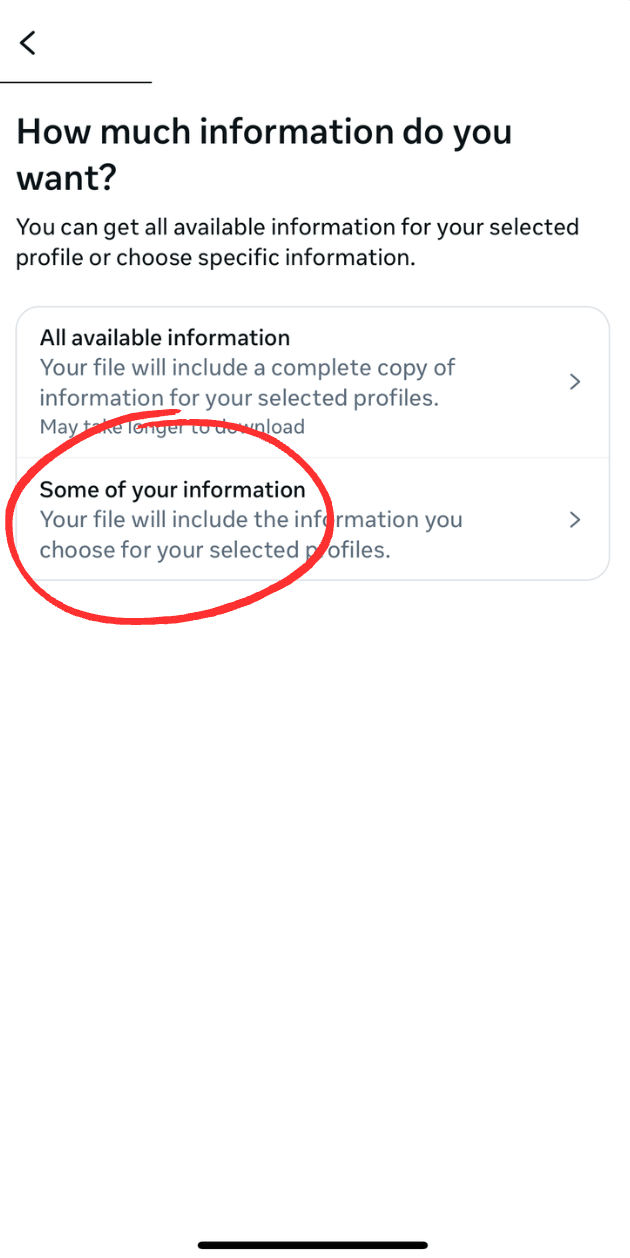 How much information do you
want?
You can get all available information for your selected
profile or choose specific information.
All available information
Your file will include a complete copy of
information for your selected profiles.
May take longer to download
Some of your information
Your file will include the information you
choose for your selected profiles.